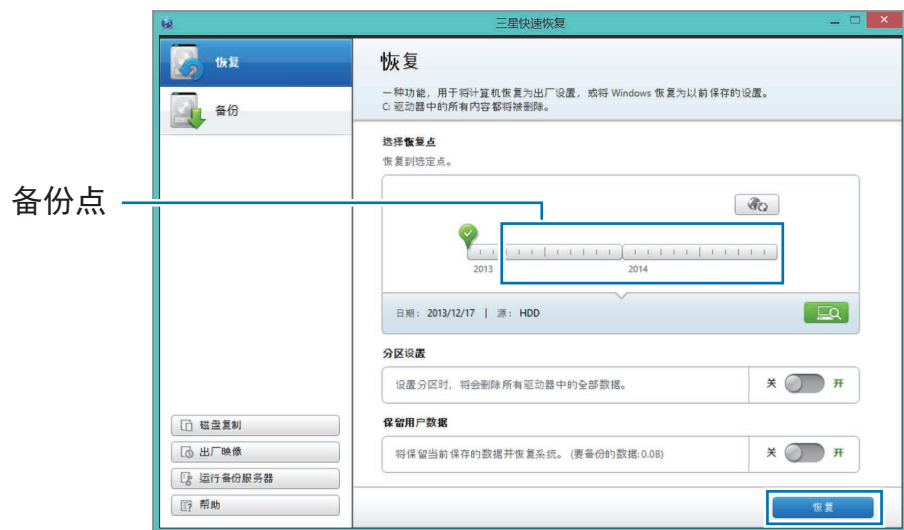 三星快速恢复
恢复
备份
恢复
一种功能，用于将计算机恢复为出厂设置，或将 Windows 恢复为以前保存的设置。
C: 驱动器中的所有内容都将被删除。
选择恢复点
恢复到选定点。
备份点
2013
2014
日期： 2013/12/17 | 源： HDD
分区设置
设置分区时，将会删除所有驱动器中的全部数据。
关
开
保留用户数据
将保留当前保存的数据并恢复系统。 (要备份的数据:0.0B)
关
开
磁盘复制
出厂映像
运行备份服务器
帮助
恢复